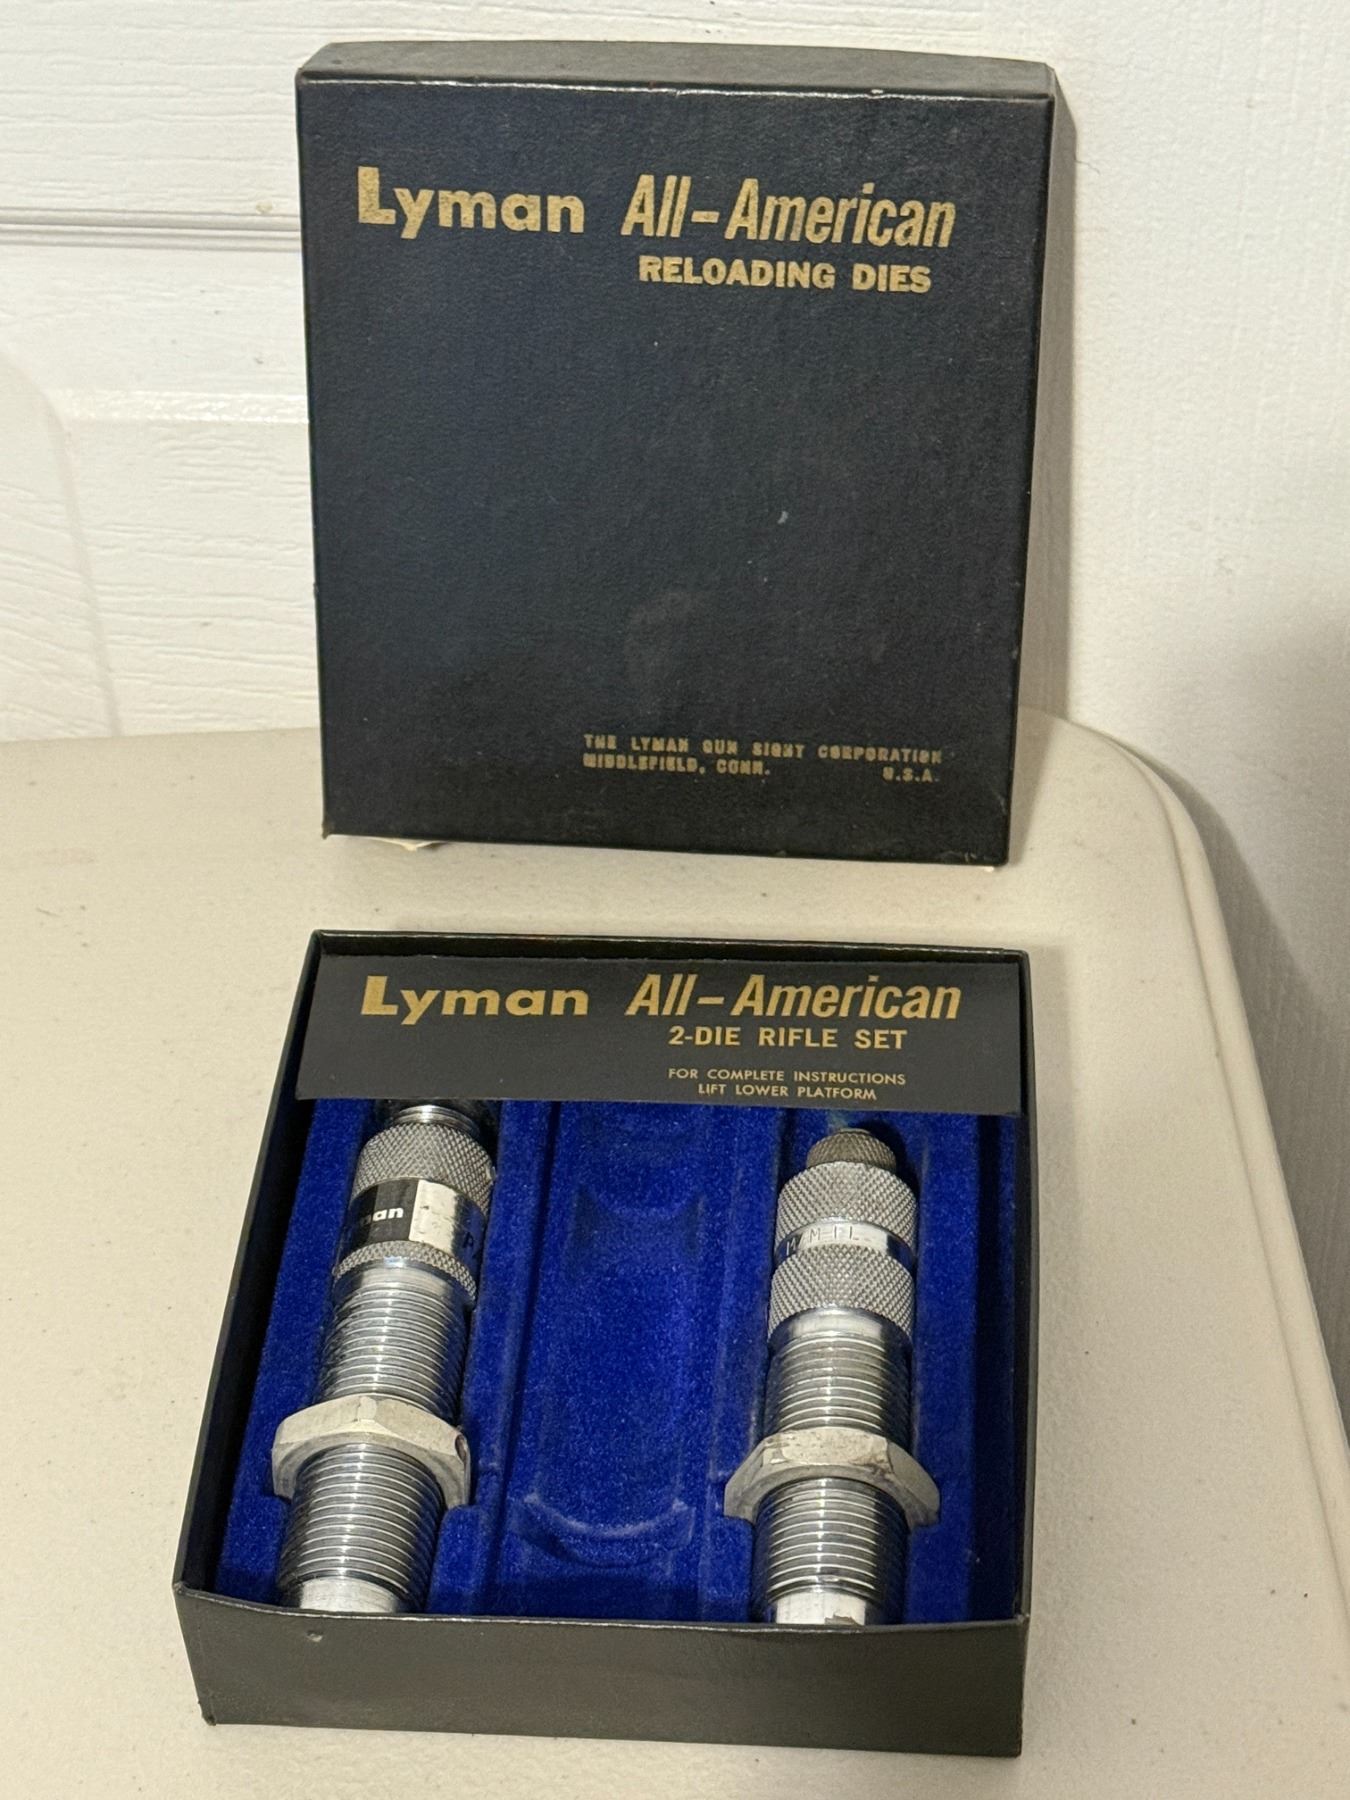 Lyman All-American
RELOADING DIES
THE LYMAN GUN SIGHT CORPORATION
MIDDLEFIELD, CONN. U.S.A.
Lyman All-American
2-DIE RIFLE SET
FOR COMPLETE INSTRUCTIONS
LIFT LOWER PLATFORM
man